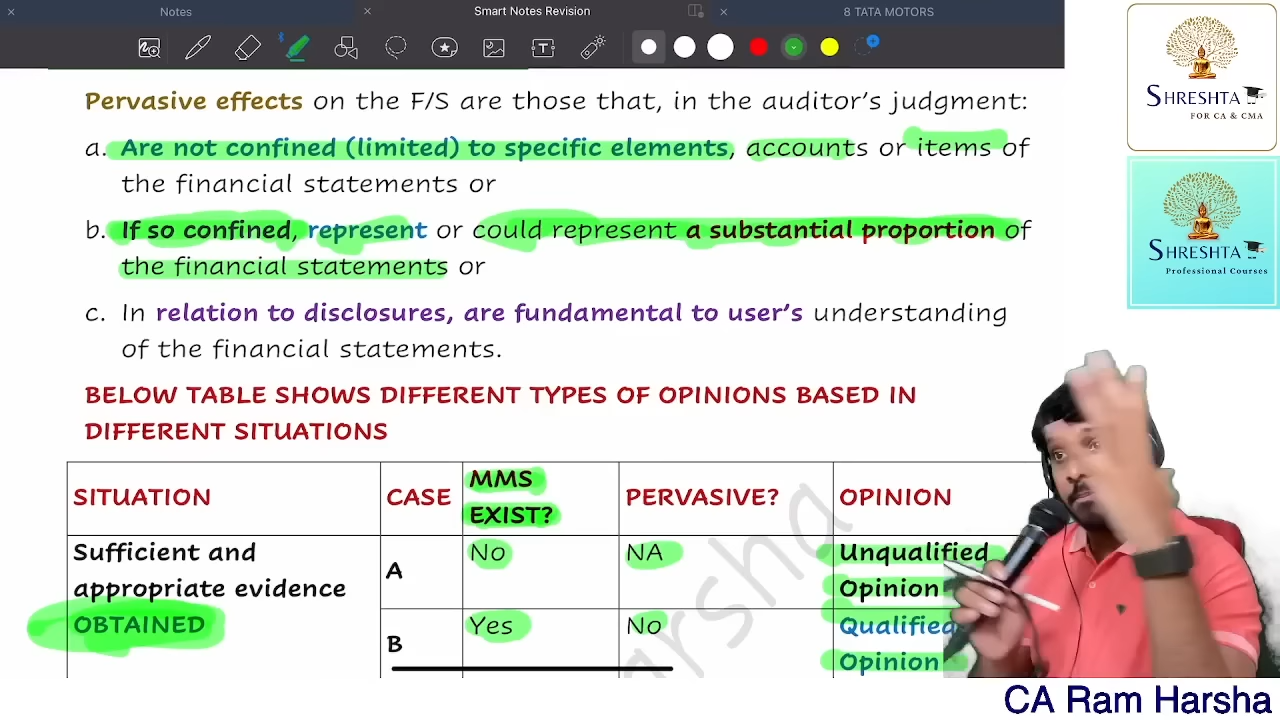 Notes
Smart Notes Revision
8 TATA MOTORS
Pervasive effects on the F/S are those that, in the auditor's judgment:
a. Are not confined (limited) to specific elements, accounts or items of
the financial statements or
b. If so confined, represent or could represent a substantial proportion of
the financial statements or
c. In relation to disclosures, are fundamental to user's understanding
of the financial statements.
BELOW TABLE SHOWS DIFFERENT TYPES OF OPINIONS BASED IN
DIFFERENT SITUATIONS
SITUATION CASE MMS EXIST? PERVASIVE? OPINION
Sufficient and appropriate evidence OBTAINED
A No NA Unqualified Opinion
B Yes No Qualified Opinion
arsha
SHRESHTA
FOR CA & CMA
SHRESHTA
Professional Courses
CA Ram Harsha